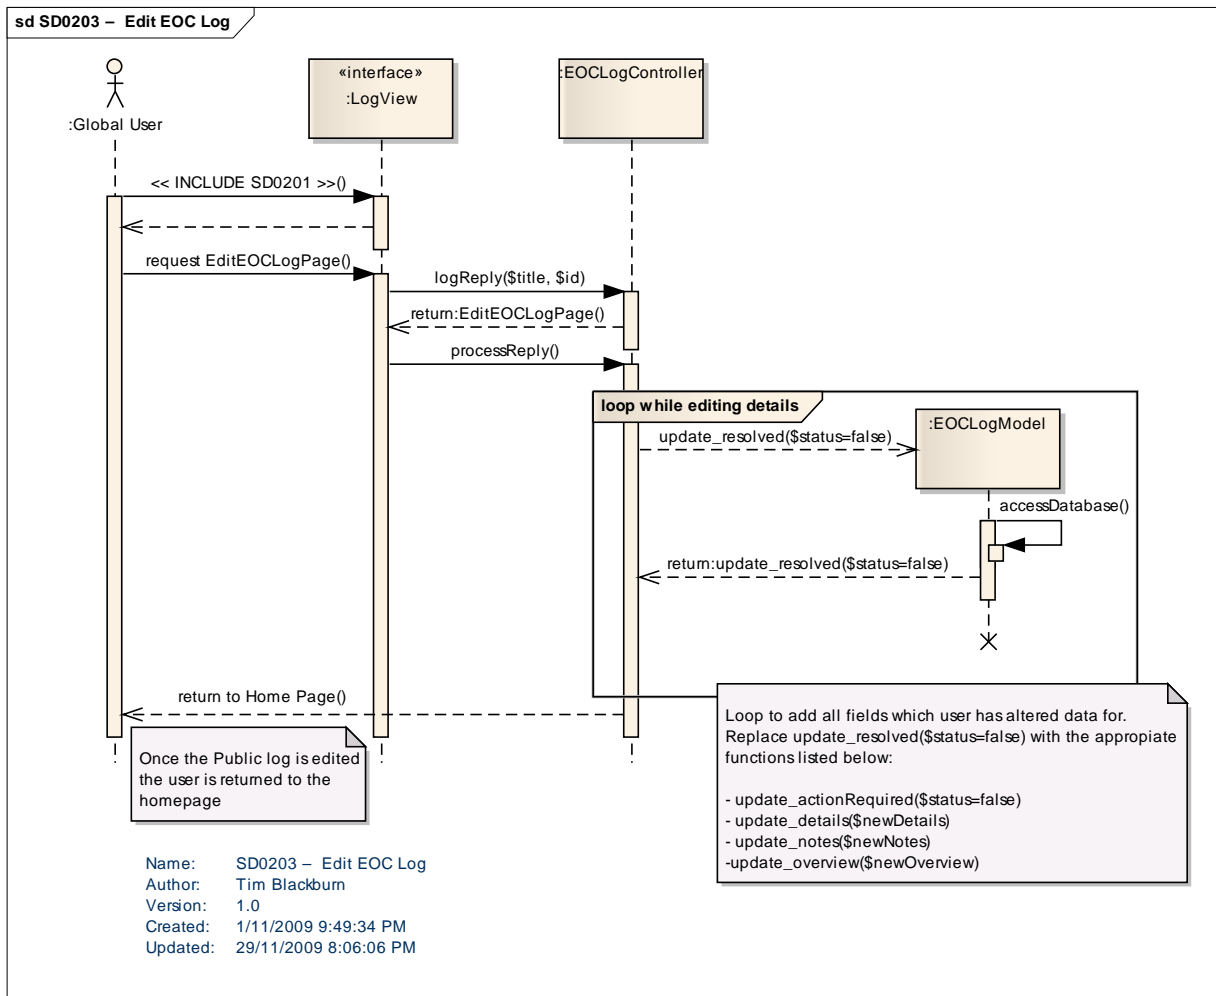 sd SD0203 – Edit EOC Log
«interface»
:LogView
:EOCLogController
:Global User
<< INCLUDE SD0201 >>()
request EditEOCLogPage()
logReply($title, $id)
return:EditEOCLogPage()
processReply()
loop while editing details
:EOCLogModel
update_resolved($status=false)
accessDatabase()
return:update_resolved($status=false)
return to Home Page()
Once the Public log is edited
the user is returned to the
homepage
Loop to add all fields which user has altered data for.
Replace update_resolved($status=false) with the appropiate
functions listed below:
- update_actionRequired($status=false)
- update_details($newDetails)
- update_notes($newNotes)
-update_overview($newOverview)
Name: SD0203 – Edit EOC Log
Author: Tim Blackburn
Version: 1.0
Created: 1/11/2009 9:49:34 PM
Updated: 29/11/2009 8:06:06 PM